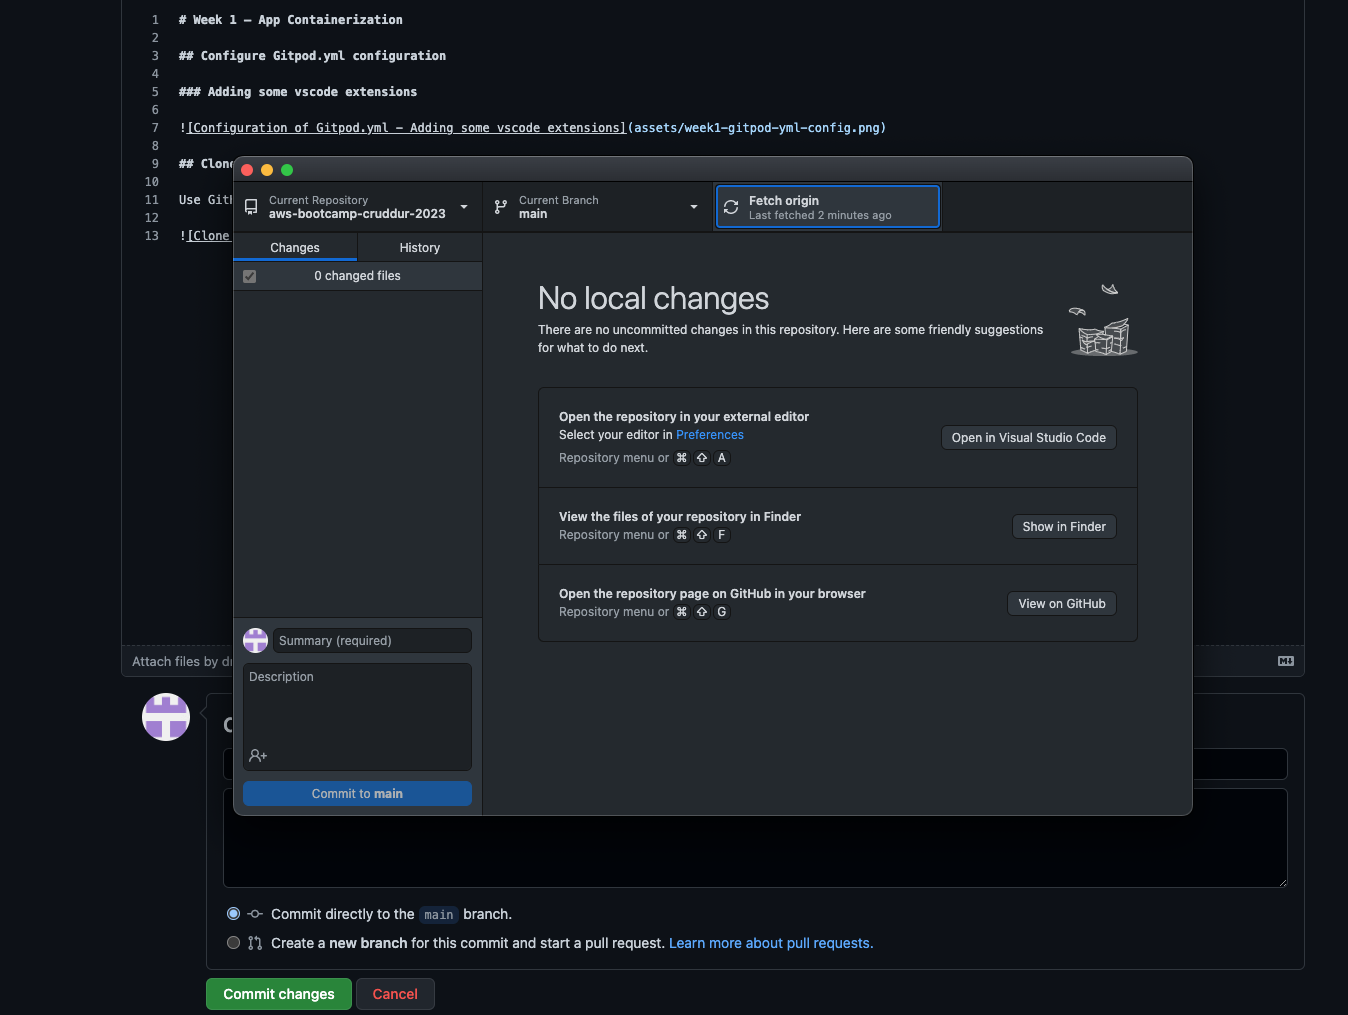 1 # Week 1 — App Containerization
2
3 ## Configure Gitpod.yml configuration
4
5 ### Adding some vscode extensions
6
7 ![Configuration of Gitpod.yml - Adding some vscode extensions](assets/week1-gitpod-yml-config.png)
8
9 ## Clone
10
11 Use Git
12
13 ![Clone
Current Repository
aws-bootcamp-cruddur-2023
Current Branch
main
Fetch origin
Last fetched 2 minutes ago
Changes
History
0 changed files
No local changes
There are no uncommitted changes in this repository. Here are some friendly suggestions
for what to do next.
Open the repository in your external editor
Select your editor in Preferences
Repository menu or ⌘ ⇧ A
Open in Visual Studio Code
View the files of your repository in Finder
Repository menu or ⌘ ⇧ F
Show in Finder
Open the repository page on GitHub in your browser
Repository menu or ⌘ ⇧ G
View on GitHub
Summary (required)
Description
Commit to main
Attach files by
C
Commit directly to the main branch.
Create a new branch for this commit and start a pull request. Learn more about pull requests.
Commit changes
Cancel